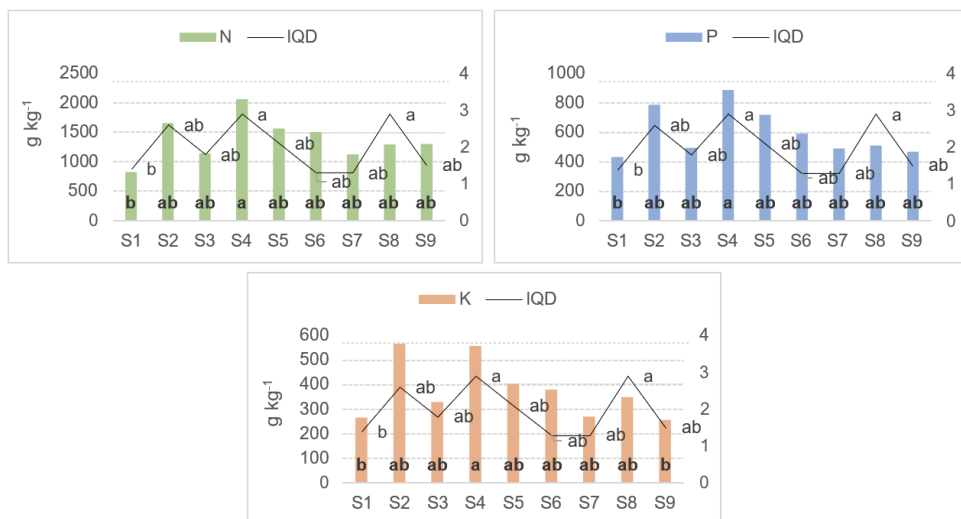 N IQD
2500 4
2000 3
1500 2
1000 1
500 0
0
g kg⁻¹
b ab ab a ab ab ab a ab
b ab ab a ab ab ab ab ab
S1 S2 S3 S4 S5 S6 S7 S8 S9
P IQD
1000 4
800 3
600 2
400 1
200 0
0
g kg⁻¹
b ab ab a ab ab ab a ab
b ab ab a ab ab ab ab ab
S1 S2 S3 S4 S5 S6 S7 S8 S9
K IQD
600 4
500 3
400 2
300 1
200 0
100
0
g kg⁻¹
b ab ab a ab ab ab a ab
b ab ab a ab ab ab ab b
S1 S2 S3 S4 S5 S6 S7 S8 S9